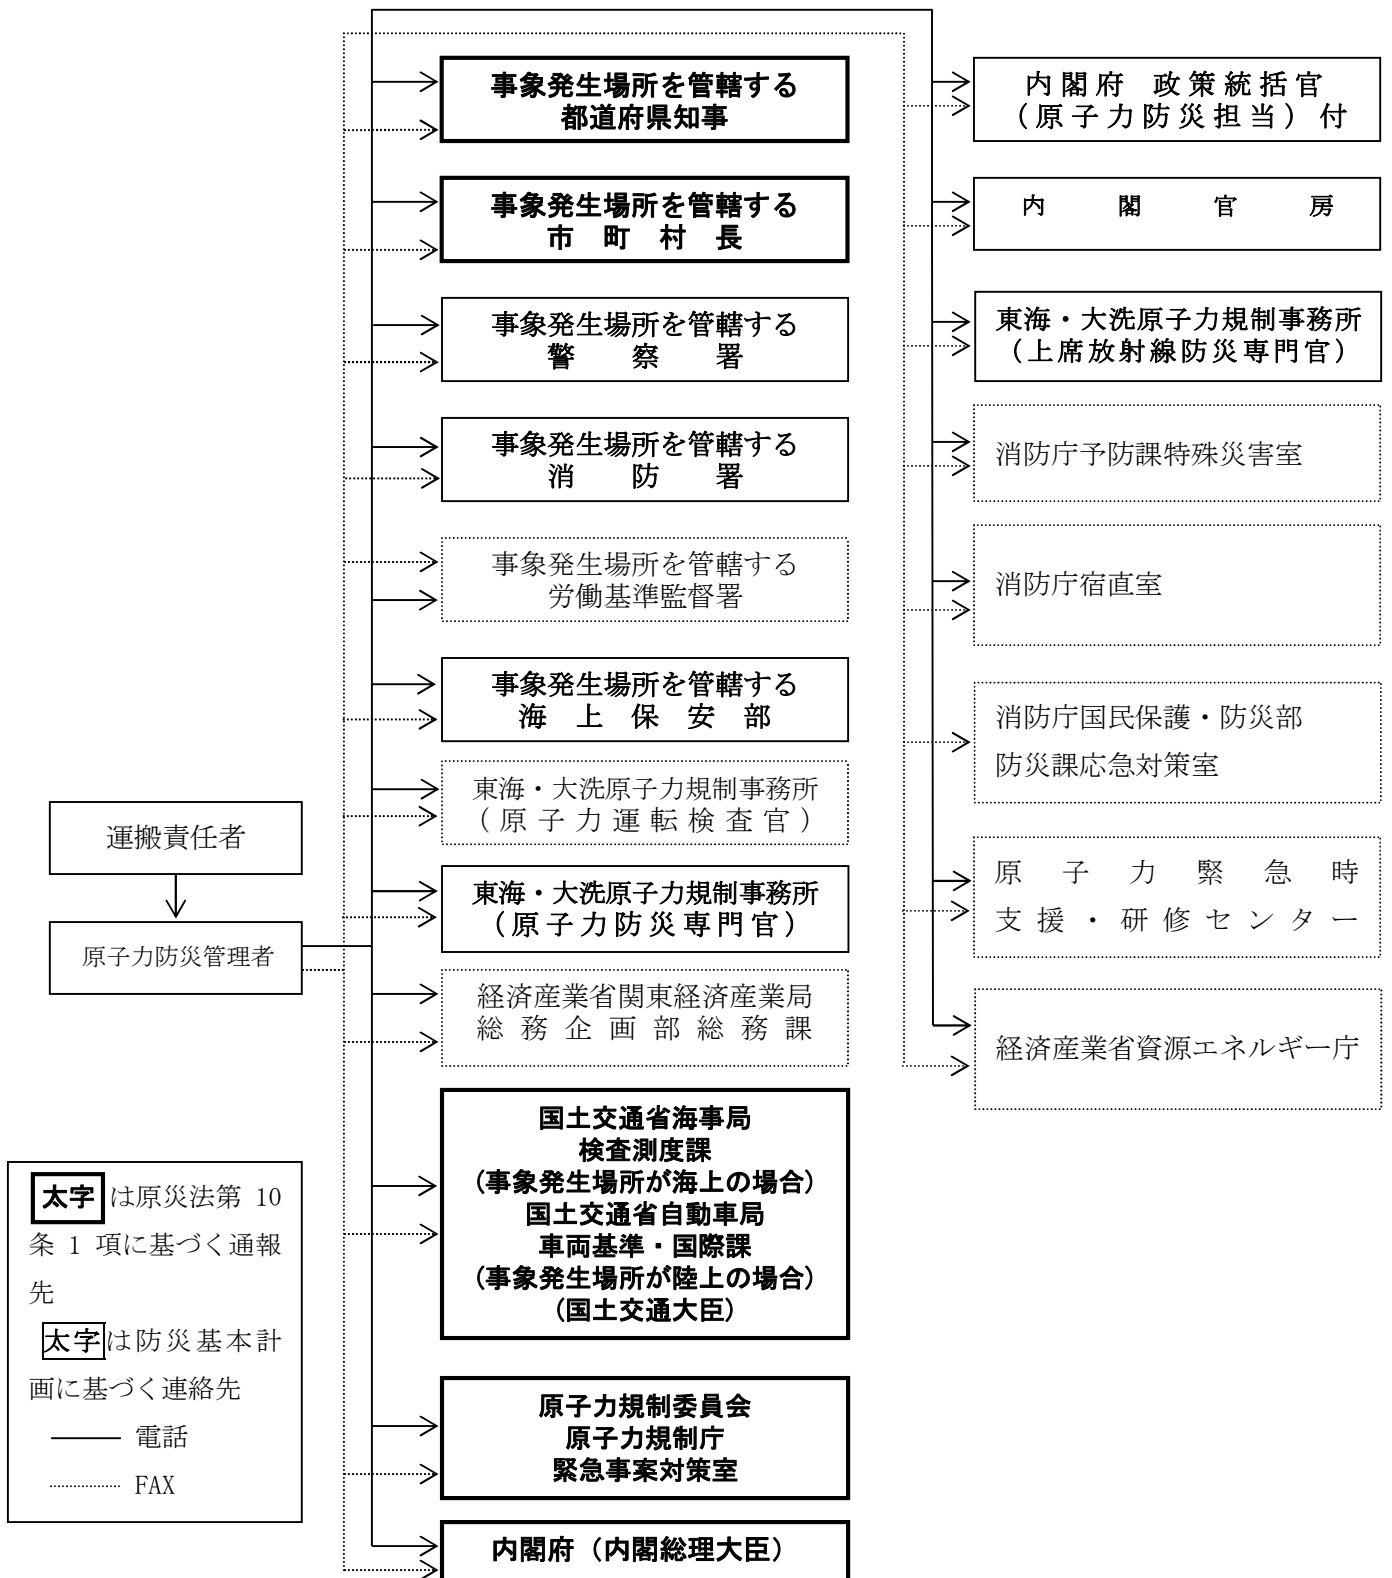 事象発生場所を管轄する
都道府県知事
事象発生場所を管轄する
市町村長
事象発生場所を管轄する
警察署
事象発生場所を管轄する
消防署
事象発生場所を管轄する
労働基準監督署
事象発生場所を管轄する
海上保安部
東海・大洗原子力規制事務所
(原子力運転検査官)
東海・大洗原子力規制事務所
(原子力防災専門官)
経済産業省関東経済産業局
総務企画部総務課
国土交通省海事局
検査測度課
(事象発生場所が海上の場合)
国土交通省自動車局
車両基準・国際課
(事象発生場所が陸上の場合)
(国土交通大臣)
原子力規制委員会
原子力規制庁
緊急事案対策室
内閣府(内閣総理大臣)
内閣府 政策統括官
(原子力防災担当)付
内閣官房
東海・大洗原子力規制事務所
(上席放射線防災専門官)
消防庁予防課特殊災害室
消防庁宿直室
消防庁国民保護・防災部
防災課応急対策室
原子力緊急時
支援・研修センター
経済産業省資源エネルギー庁
運搬責任者
原子力防災管理者
太字は原災法第 10
条 1 項に基づく通報
先
太字は防災基本計
画に基づく連絡先
電話
FAX